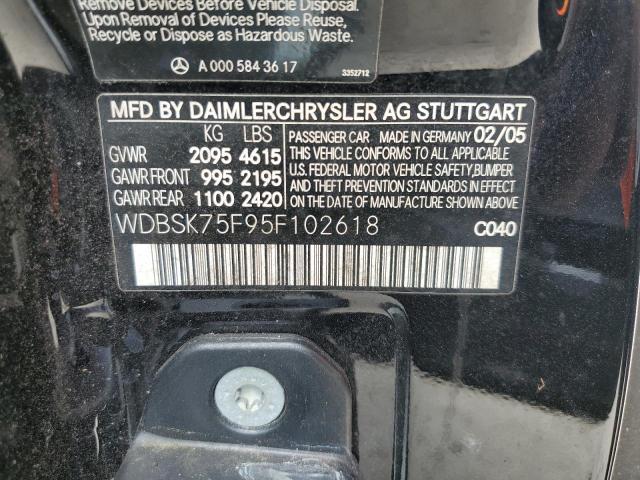 Remove Devices Before Vehicle Disposal.
Upon Removal of Devices Please Reuse,
Recycle or Dispose as Hazardous Waste.
A 000 584 36 17
3352712
MFD BY DAIMLERCHRYSLER AG STUTTGART
KG LBS
GVWR 2095 4615
GAWR FRONT 995 2195
GAWR REAR 1100 2420
PASSENGER CAR MADE IN GERMANY 02/05
THIS VEHICLE CONFORMS TO ALL APPLICABLE
U.S. FEDERAL MOTOR VEHICLE SAFETY, BUMPER
AND THEFT PREVENTION STANDARDS IN EFFECT
ON THE DATE OF MANUFACTURE SHOWN ABOVE
WDBSK75F95F102618 C040